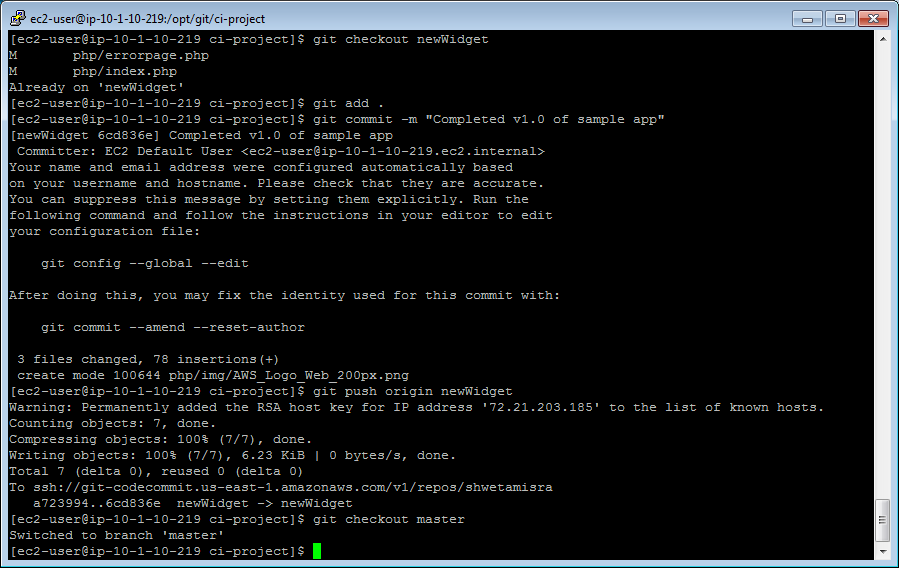 ec2-user@ip-10-1-10-219:/opt/git/ci-project
[ec2-user@ip-10-1-10-219 ci-project]$ git checkout newWidget
M       php/errorpage.php
M       php/index.php
Already on 'newWidget'
[ec2-user@ip-10-1-10-219 ci-project]$ git add .
[ec2-user@ip-10-1-10-219 ci-project]$ git commit -m "Completed v1.0 of sample app"
[newWidget 6cd836e] Completed v1.0 of sample app
 Committer: EC2 Default User <ec2-user@ip-10-1-10-219.ec2.internal>
Your name and email address were configured automatically based
on your username and hostname. Please check that they are accurate.
You can suppress this message by setting them explicitly. Run the
following command and follow the instructions in your editor to edit
your configuration file:
    git config --global --edit
After doing this, you may fix the identity used for this commit with:
    git commit --amend --reset-author
 3 files changed, 78 insertions(+)
 create mode 100644 php/img/AWS_Logo_Web_200px.png
[ec2-user@ip-10-1-10-219 ci-project]$ git push origin newWidget
Warning: Permanently added the RSA host key for IP address '72.21.203.185' to the list of known hosts.
Counting objects: 7, done.
Compressing objects: 100% (7/7), done.
Writing objects: 100% (7/7), 6.23 KiB | 0 bytes/s, done.
Total 7 (delta 0), reused 0 (delta 0)
To ssh://git-codecommit.us-east-1.amazonaws.com/v1/repos/shwetamisra
   a723994..6cd836e  newWidget -> newWidget
[ec2-user@ip-10-1-10-219 ci-project]$ git checkout master
Switched to branch 'master'
[ec2-user@ip-10-1-10-219 ci-project]$